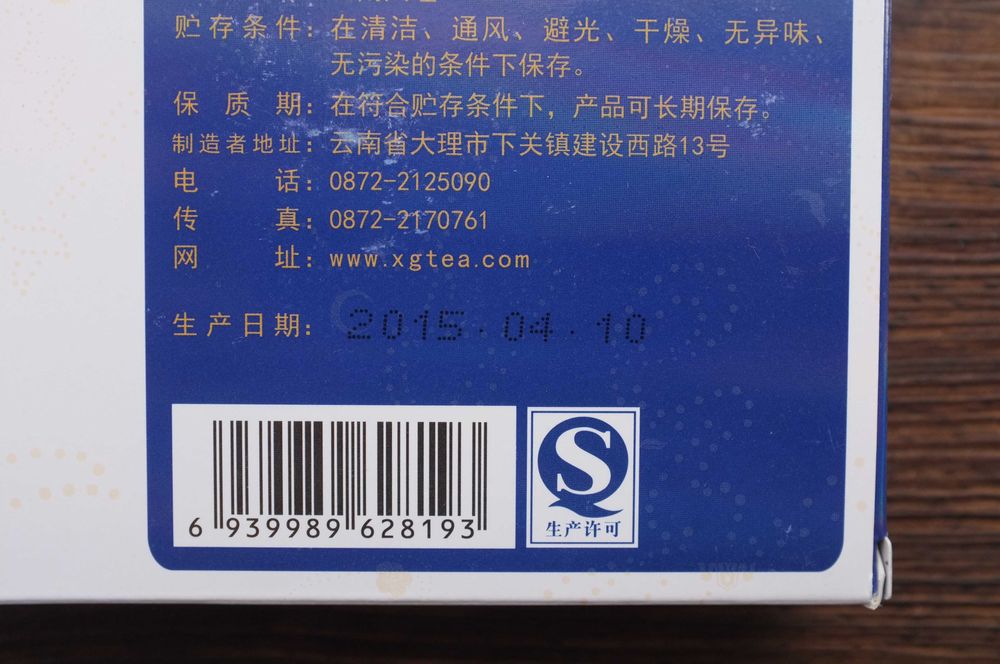 贮存条件：在清洁、通风、避光、干燥、无异味、
无污染的条件下保存。
保质期：在符合贮存条件下，产品可长期保存。
制造者地址：云南省大理市下关镇建设西路13号
电话：0872-2125090
传真：0872-2170761
网址：www.xgtea.com
生产日期：2015.04.10
6 939989 628193
S
生产许可